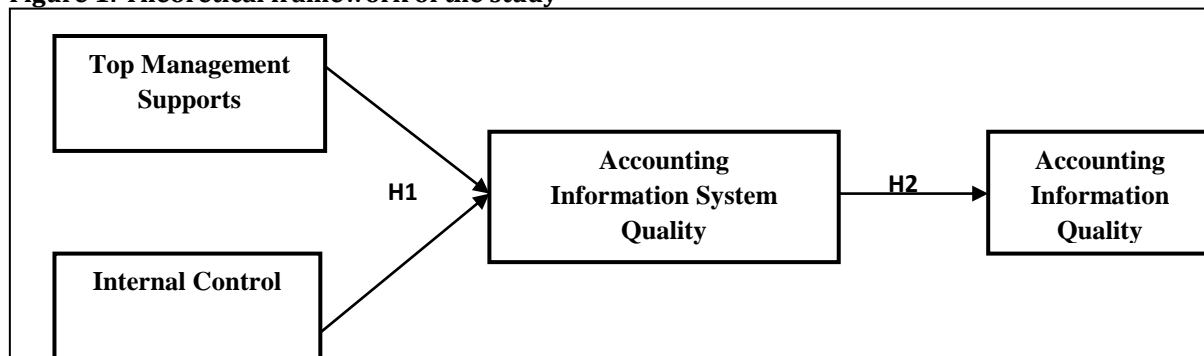 Figure 1: Theoretical framework of the study
Top Management
Supports
H1
Internal Control
Accounting
Information System
Quality
H2
Accounting
Information
Quality